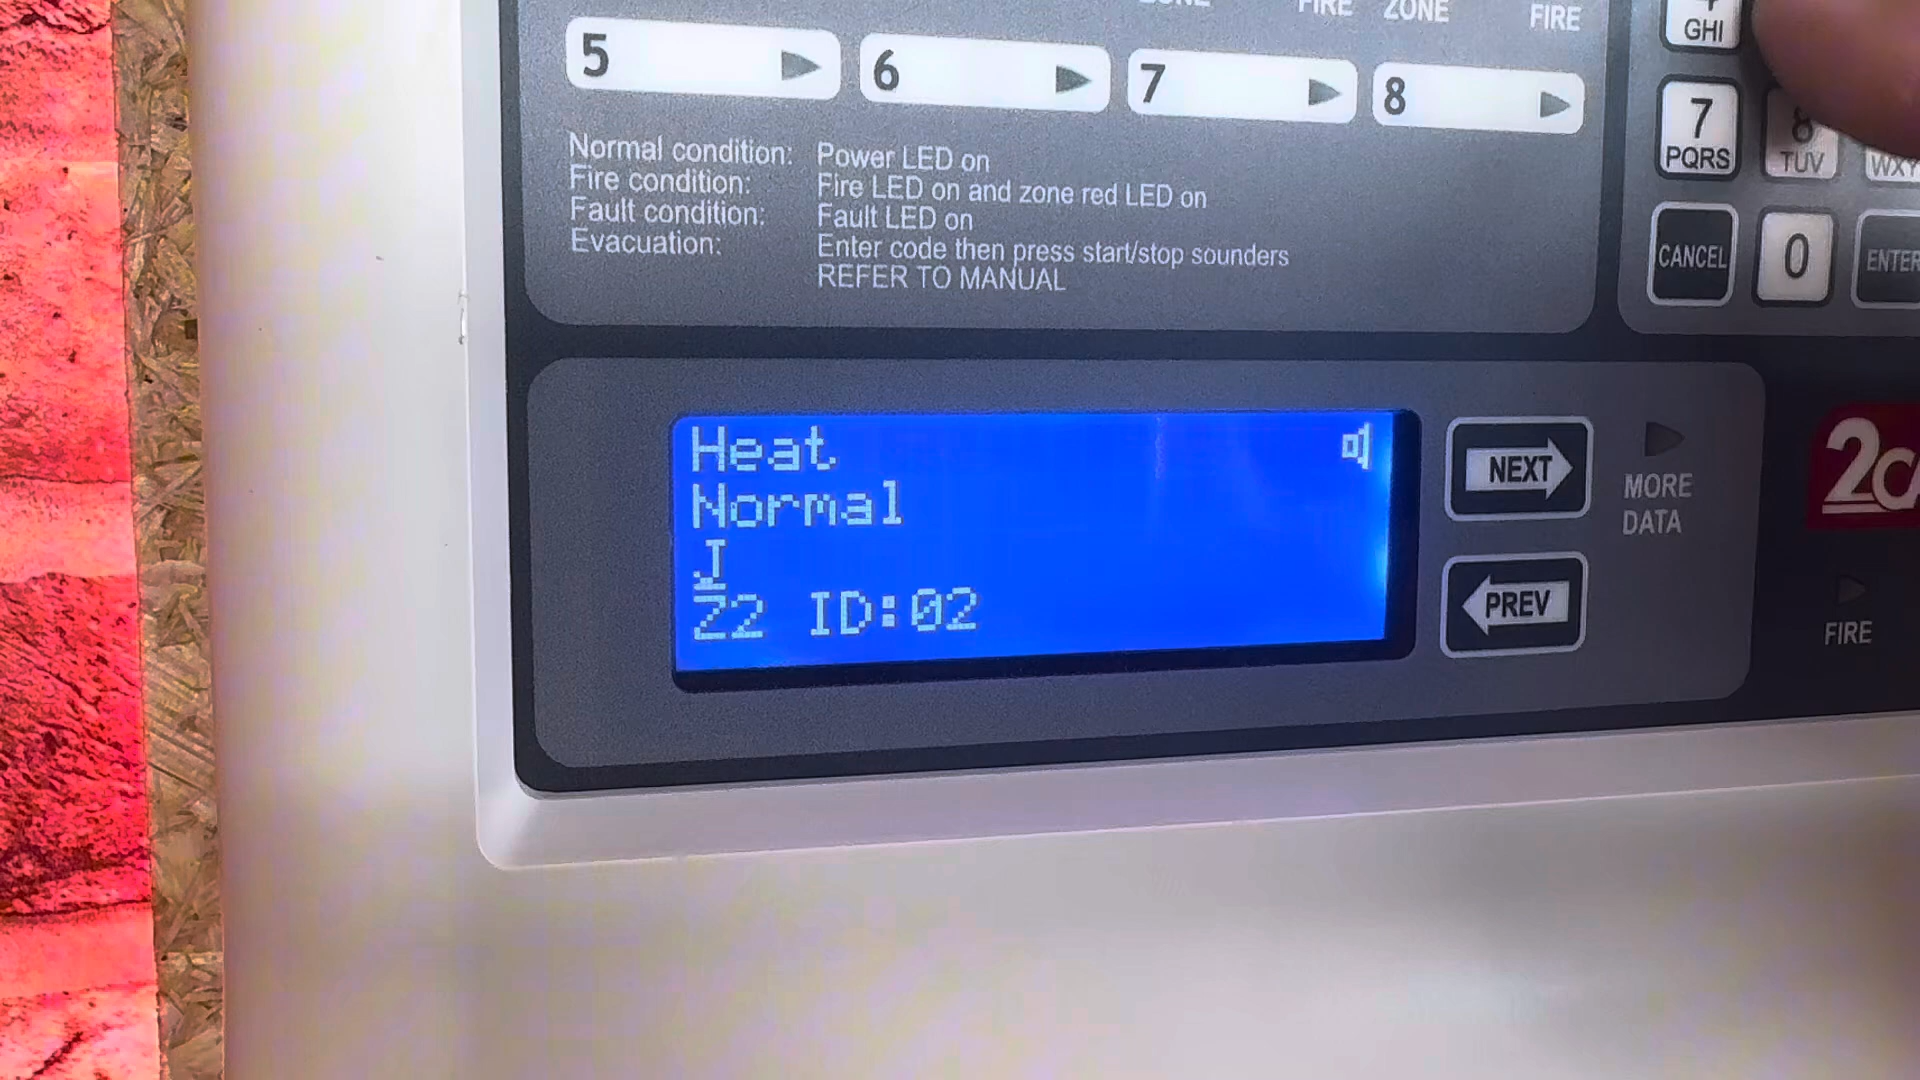 ZONE FIRE ZONE FIRE
5 6 7 8
Normal condition: Power LED on
Fire condition: Fire LED on and zone red LED on
Fault condition: Fault LED on
Evacuation: Enter code then press start/stop sounders
REFER TO MANUAL
GHI
7 8
PQRS TUV WXY
CANCEL 0 ENTER
Heat
Normal
J
Z2 ID:02
NEXT
PREV
MORE
DATA
FIRE